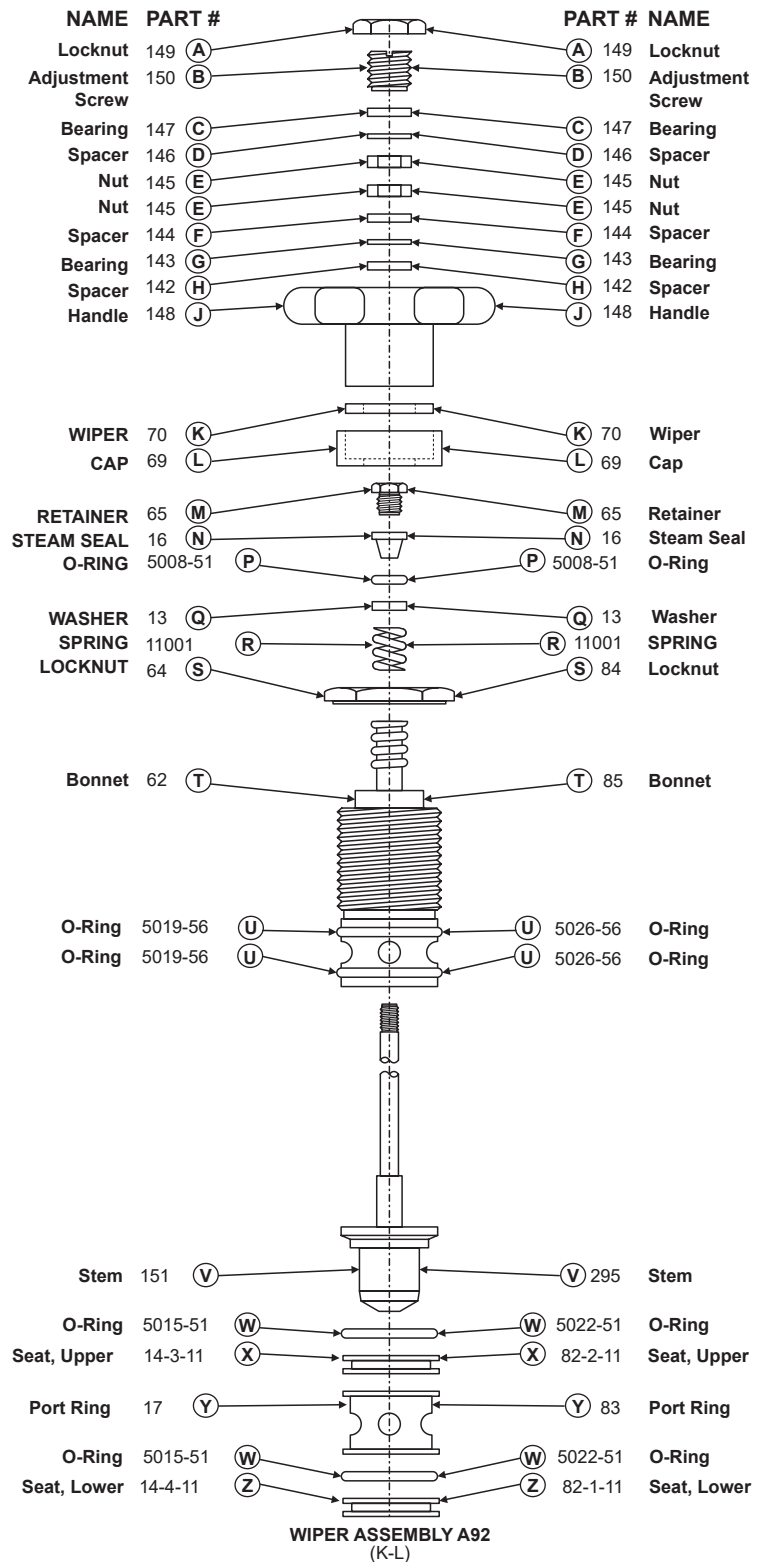 NAME PART # PART # NAME
Locknut 149 A A 149 Locknut
Adjustment 150 B B 150 Adjustment
Screw Screw
Bearing 147 C C 147 Bearing
Spacer 146 D D 146 Spacer
Nut 145 E E 145 Nut
Nut 145 E E 145 Nut
Spacer 144 F F 144 Spacer
Bearing 143 G G 143 Bearing
Spacer 142 H H 142 Spacer
Handle 148 J J 148 Handle
WIPER 70 K K 70 Wiper
CAP 69 L L 69 Cap
RETAINER 65 M M 65 Retainer
STEAM SEAL 16 N N 16 Steam Seal
O-RING 5008-51 P P 5008-51 O-Ring
WASHER 13 Q Q 13 Washer
SPRING 11001 R R 11001 SPRING
LOCKNUT 64 S S 84 Locknut
Bonnet 62 T T 85 Bonnet
O-Ring 5019-56 U U 5026-56 O-Ring
O-Ring 5019-56 U U 5026-56 O-Ring
Stem 151 V V 295 Stem
O-Ring 5015-51 W W 5022-51 O-Ring
Seat, Upper 14-3-11 X X 82-2-11 Seat, Upper
Port Ring 17 Y Y 83 Port Ring
O-Ring 5015-51 W W 5022-51 O-Ring
Seat, Lower 14-4-11 Z Z 82-1-11 Seat, Lower
WIPER ASSEMBLY A92
(K-L)